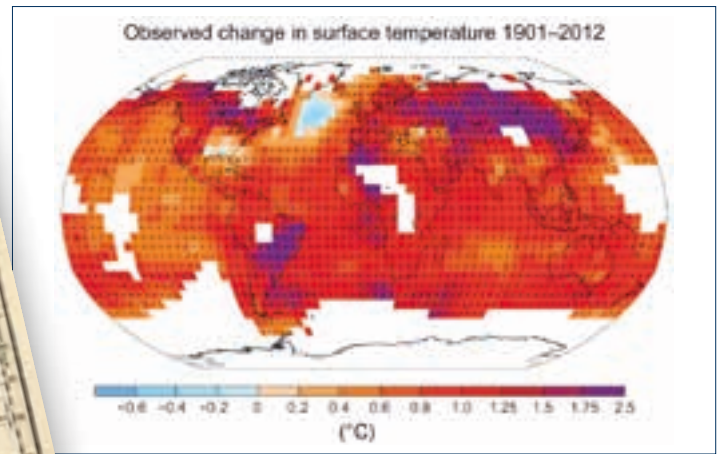 Observed change in surface temperature 1901–2012
-0.6 -0.4 -0.2 0 0.2 0.4 0.6 0.8 1.0 1.25 1.5 1.75 2.5
(°C)